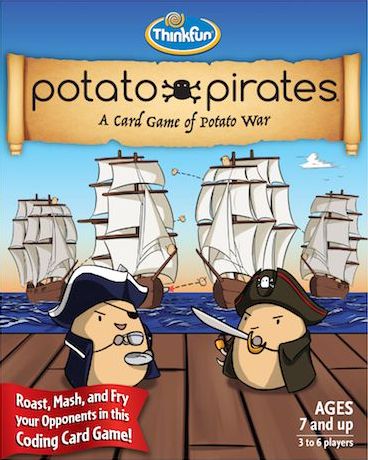 Thinkfun®
potato pirates®
A Card Game of Potato War
Roast, Mash, and Fry
your Opponents in this
Coding Card Game!
AGES
7 and up
3 to 6 players